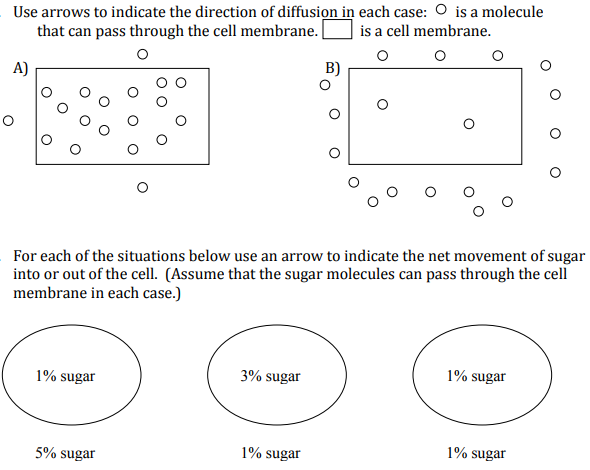 Use arrows to indicate the direction of diffusion in each case: is a molecule
that can pass through the cell membrane. is a cell membrane.
A) B)
For each of the situations below use an arrow to indicate the net movement of sugar
into or out of the cell. (Assume that the sugar molecules can pass through the cell
membrane in each case.)
1% sugar 3% sugar 1% sugar
5% sugar 1% sugar 1% sugar